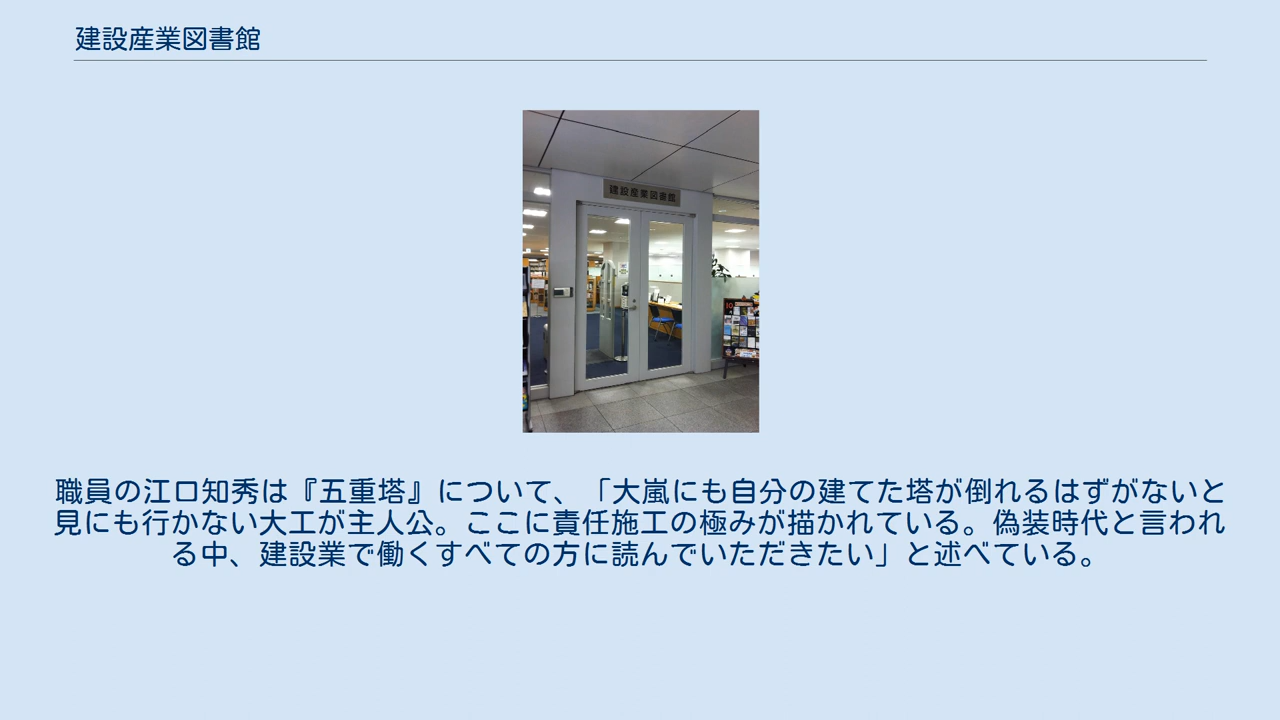 建設産業図書館
建設産業図書館
職員の江口知秀は『五重塔』について、「大嵐にも自分の建てた塔が倒れるはずがないと
見にも行かない大工が主人公。ここに責任施工の極みが描かれている。偽装時代と言われ
る中、建設業で働くすべての方に読んでいただきたい」と述べている。